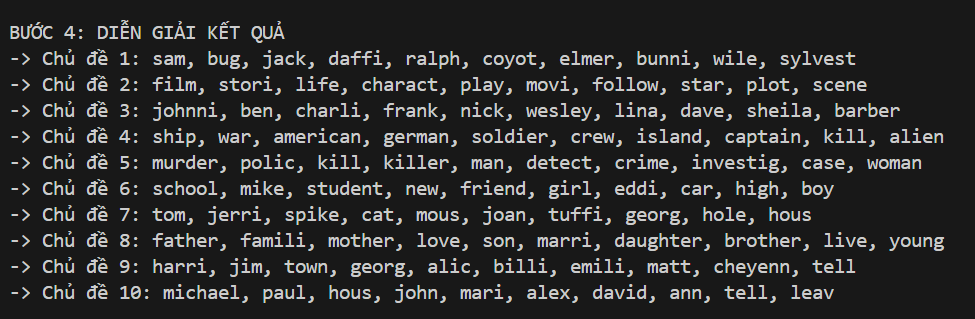 BƯỚC 4: DIỄN GIẢI KẾT QUẢ
-> Chủ đề 1: sam, bug, jack, daffi, ralph, coyot, elmer, bunni, wile, sylvest
-> Chủ đề 2: film, stori, life, charact, play, movi, follow, star, plot, scene
-> Chủ đề 3: johnni, ben, charli, frank, nick, wesley, lina, dave, sheila, barber
-> Chủ đề 4: ship, war, american, german, soldier, crew, island, captain, kill, alien
-> Chủ đề 5: murder, polic, kill, killer, man, detect, crime, investig, case, woman
-> Chủ đề 6: school, mike, student, new, friend, girl, eddi, car, high, boy
-> Chủ đề 7: tom, jerri, spike, cat, mous, joan, tuffi, georg, hole, hous
-> Chủ đề 8: father, famili, mother, love, son, marri, daughter, brother, live, young
-> Chủ đề 9: harri, jim, town, georg, alic, billi, emili, matt, cheyenn, tell
-> Chủ đề 10: michael, paul, hous, john, mari, alex, david, ann, tell, leav